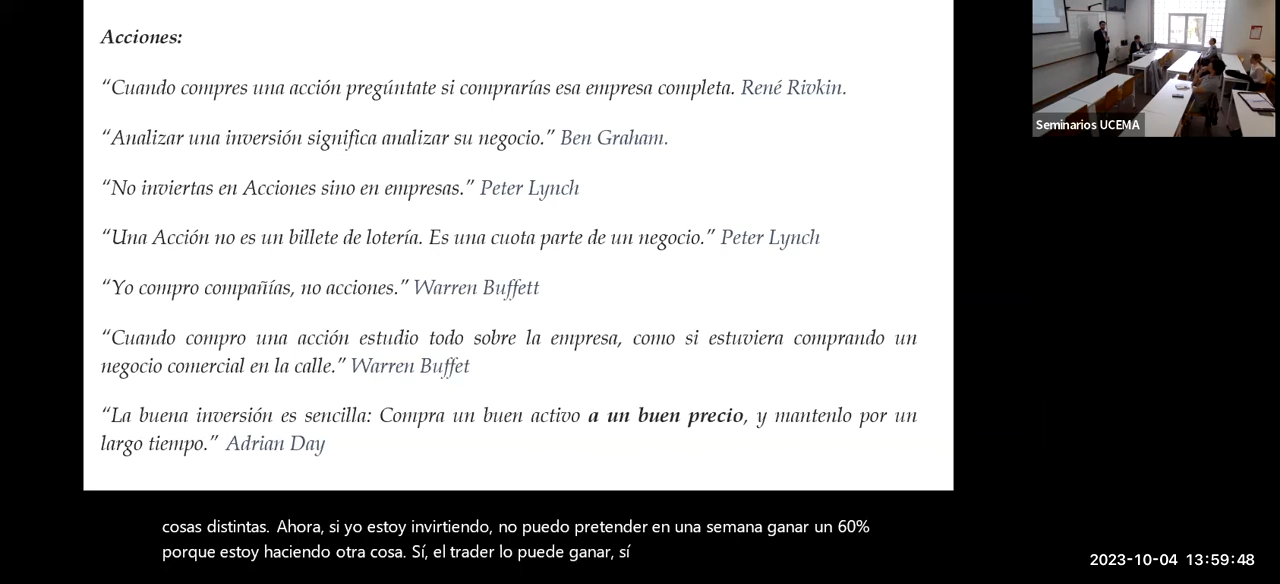 Acciones:
“Cuando compres una acción pregúntate si comprarías esa empresa completa. René Rivkin.
“Analizar una inversión significa analizar su negocio.” Ben Graham.
“No inviertas en Acciones sino en empresas.” Peter Lynch
“Una Acción no es un billete de lotería. Es una cuota parte de un negocio.” Peter Lynch
“Yo compro compañías, no acciones.” Warren Buffett
“Cuando compro una acción estudio todo sobre la empresa, como si estuviera comprando un
negocio comercial en la calle.” Warren Buffet
“La buena inversión es sencilla: Compra un buen activo a un buen precio, y mantenlo por un
largo tiempo.” Adrian Day
Seminarios UCEMA
cosas distintas. Ahora, si yo estoy invirtiendo, no puedo pretender en una semana ganar un 60%
porque estoy haciendo otra cosa. Sí, el trader lo puede ganar, sí
2023-10-04 13:59:48